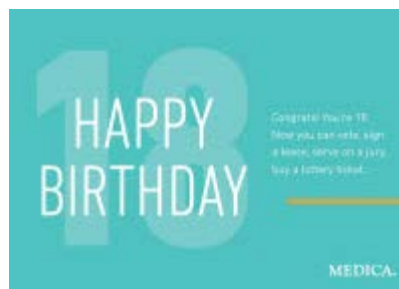 18
HAPPY
BIRTHDAY
Congrats! You're 18.
Now you can vote, sign
a lease, serve on a jury,
buy a lottery ticket...
MEDICA.